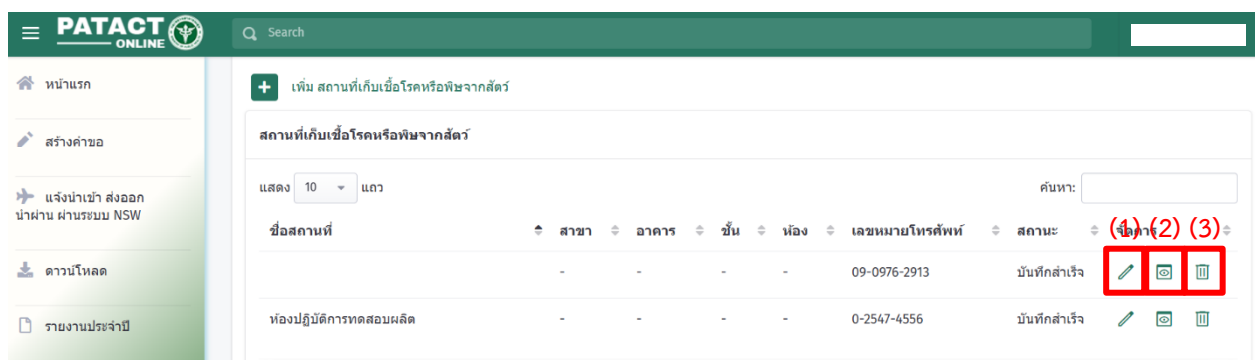 PATACT
ONLINE
Search
หน้าแรก
สร้างคำขอ
แจ้งนำเข้า ส่งออก
นำผ่าน ผ่านระบบ NSW
ดาวน์โหลด
รายงานประจำปี
เพิ่ม สถานที่เก็บเชื้อโรคหรือพิษจากสัตว์
สถานที่เก็บเชื้อโรคหรือพิษจากสัตว์
แสดง 10 แถว ค้นหา:
ชื่อสถานที่ สาขา อาคาร ชั้น ห้อง เลขหมายโทรศัพท์ สถานะ จัดการ (1) (2) (3)
- - - - 09-0976-2913 บันทึกสำเร็จ
ห้องปฏิบัติการทดสอบผลิต - - - - 0-2547-4556 บันทึกสำเร็จ